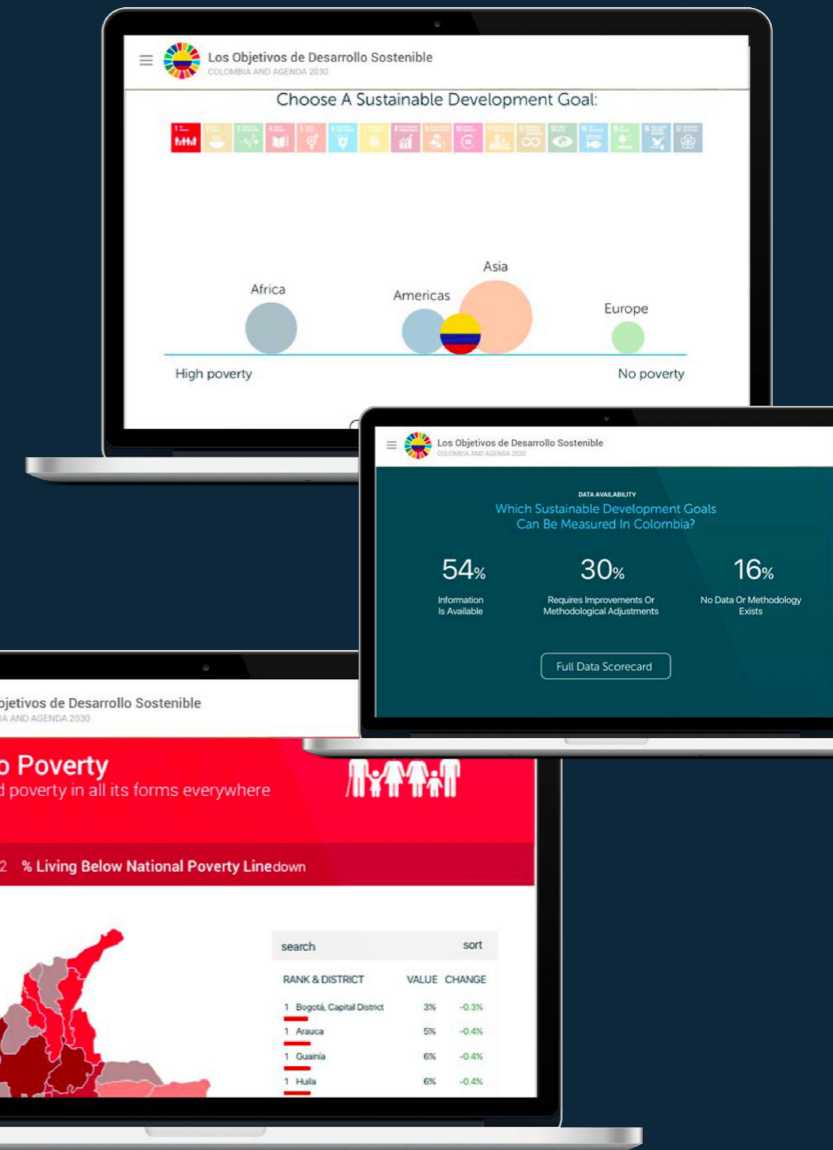 Los Objetivos de Desarrollo Sostenible
COLOMBIA AND AGENDA 2030
Choose A Sustainable Development Goal:
Africa
Americas
Asia
Europe
High poverty
No poverty
Los Objetivos de Desarrollo Sostenible
COLOMBIA AND AGENDA 2030
DATA AVAILABILITY
Which Sustainable Development Goals
Can Be Measured In Colombia?
54%
Information
Is Available
30%
Requires Improvements Or
Methodological Adjustments
16%
No Data Or Methodology
Exists
Full Data Scorecard
bjetivos de Desarrollo Sostenible
IA AND AGENDA 2030
o Poverty
d poverty in all its forms everywhere
2 % Living Below National Poverty Linedown
search sort
RANK & DISTRICT VALUE CHANGE
1 Bogotá, Capital District 3% -0.3%
1 Arauca 5% -0.4%
1 Guainía 6% -0.4%
1 Huila 6% -0.4%